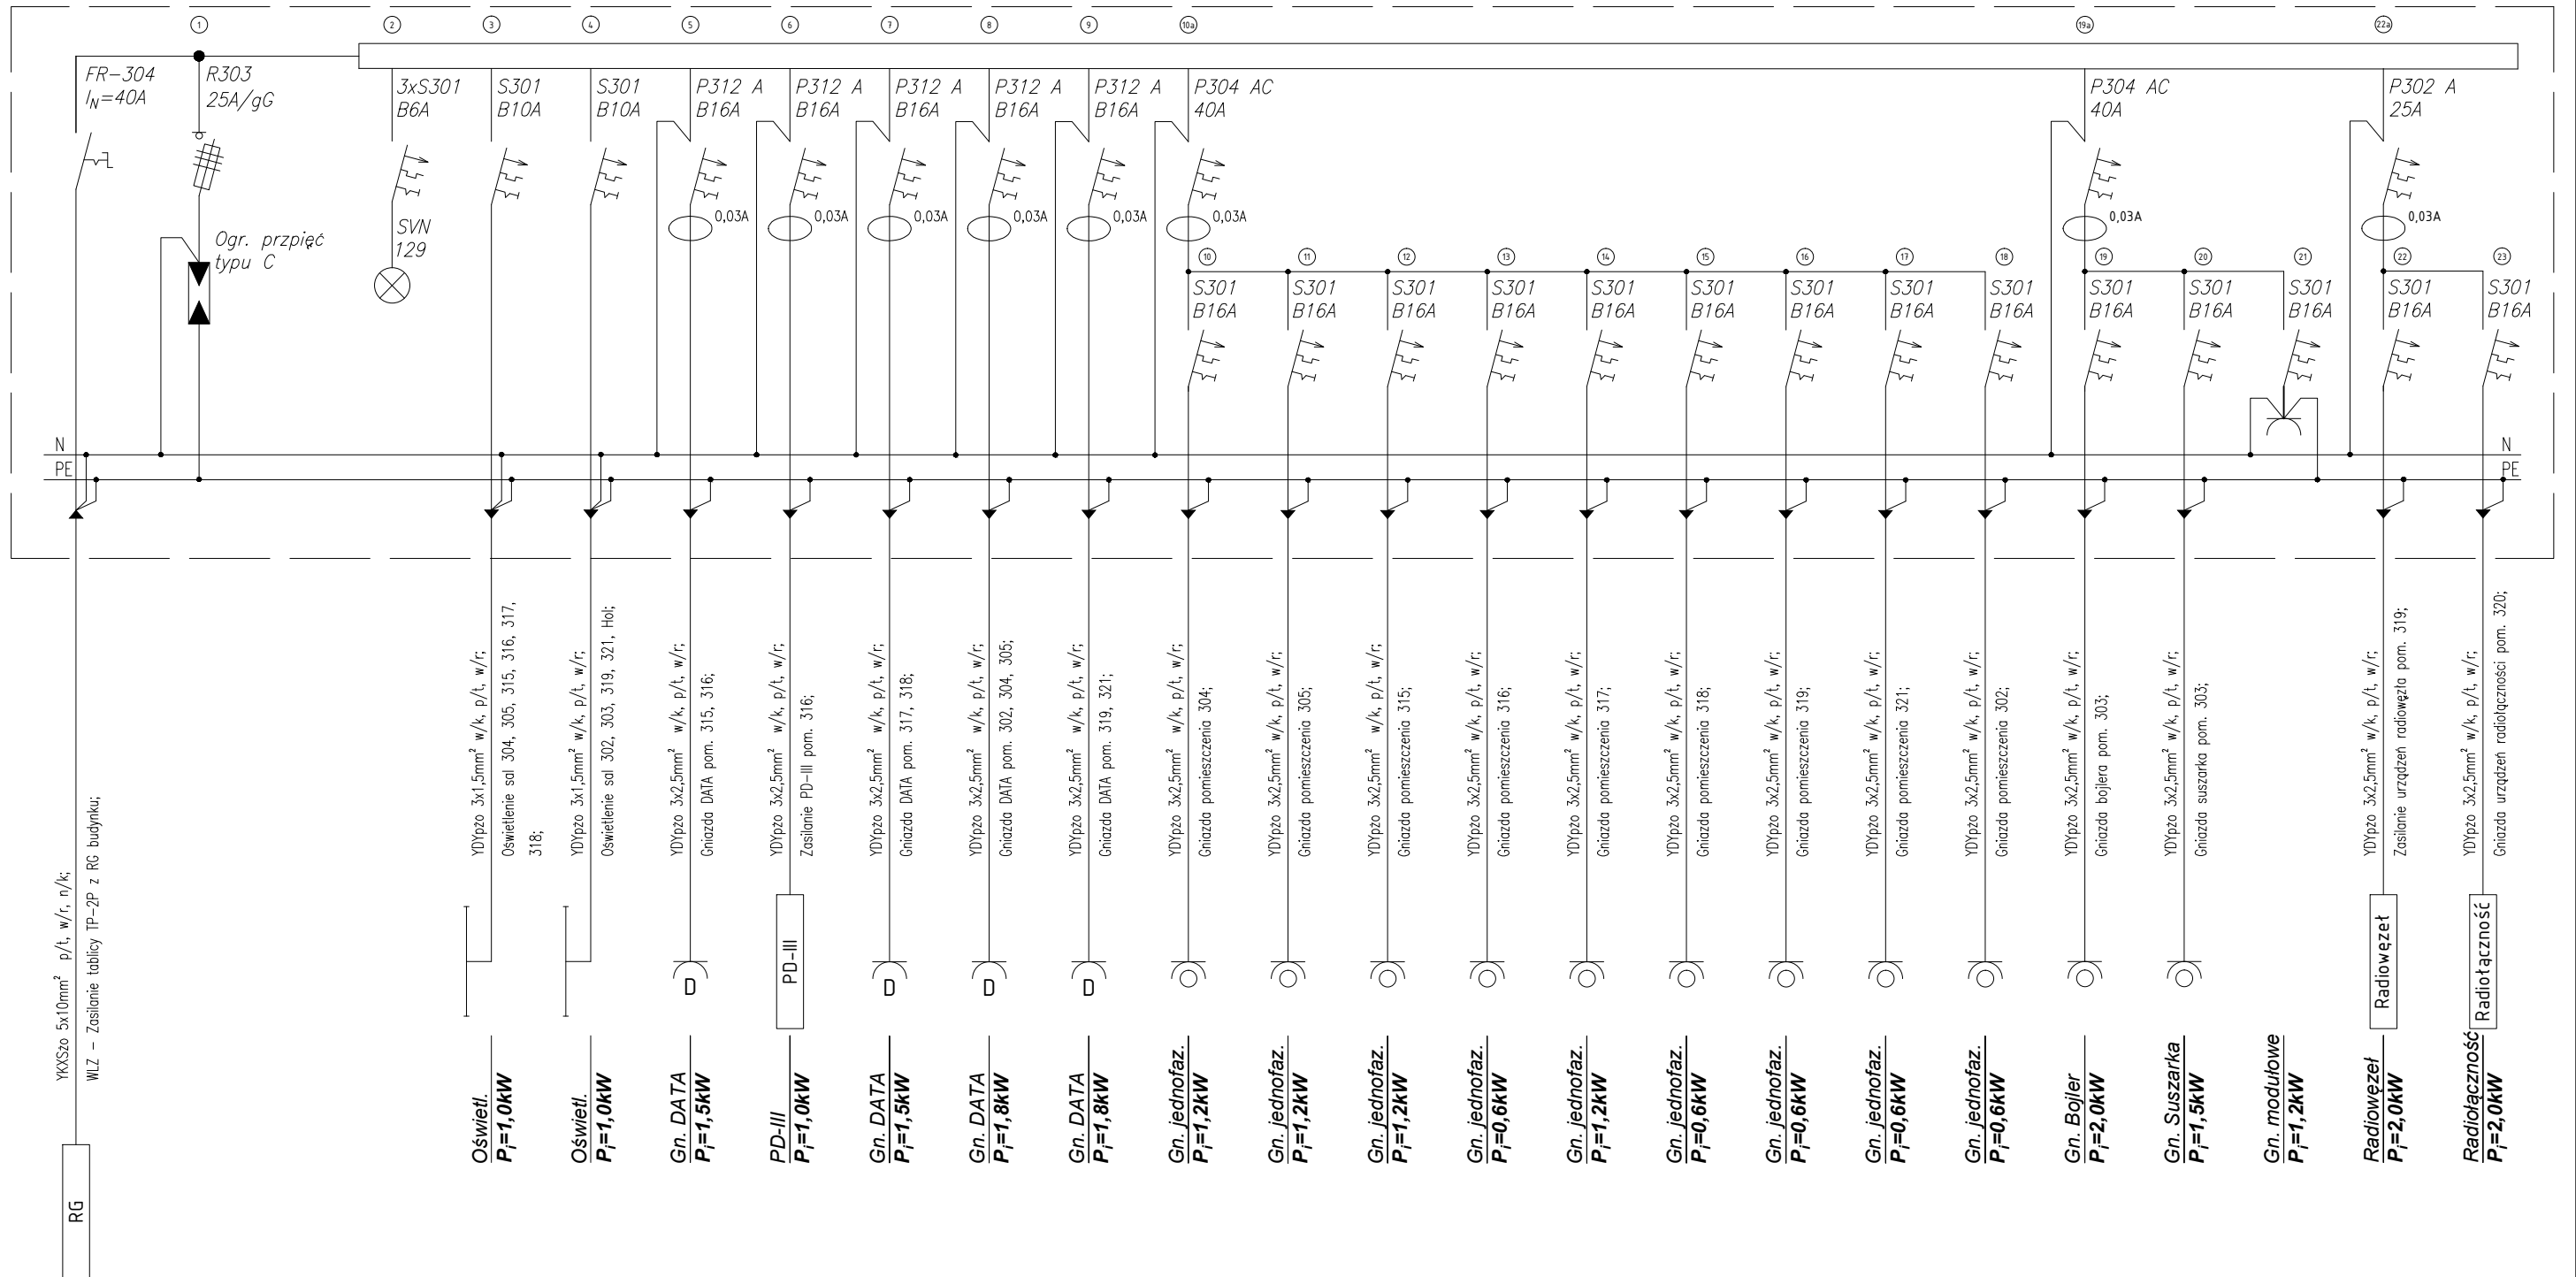 1
2
3
4
5
6
7
8
9
10a
19a
22a
FR-304
I_N=40A
R303
25A/gG
3xS301
B6A
S301
B10A
S301
B10A
P312 A
B16A
P312 A
B16A
P312 A
B16A
P312 A
B16A
P312 A
B16A
P304 AC
40A
P304 AC
40A
P302 A
25A
0,03A
0,03A
0,03A
0,03A
0,03A
0,03A
0,03A
0,03A
SVN
129
Ogr. przpięć
typu C
10
11
12
13
14
15
16
17
18
19
20
21
22
23
S301
B16A
S301
B16A
S301
B16A
S301
B16A
S301
B16A
S301
B16A
S301
B16A
S301
B16A
S301
B16A
S301
B16A
S301
B16A
S301
B16A
S301
B16A
S301
B16A
N
PE
N
PE
YKXSżo 5x10mm² p/t, w/r, n/k;
WLZ - Zasilanie tablicy TP-2P z RG budynku;
YDYpżo 3x1,5mm² w/k, p/t, w/r;
Oświetlenie sal 304, 305, 315, 316, 317,
318;
YDYpżo 3x1,5mm² w/k, p/t, w/r;
Oświetlenie sal 302, 303, 319, 321, Hol;
YDYpżo 3x2,5mm² w/k, p/t, w/r;
Gniazda DATA pom. 315, 316;
YDYpżo 3x2,5mm² w/k, p/t, w/r;
Zasilanie PD-III pom. 316;
YDYpżo 3x2,5mm² w/k, p/t, w/r;
Gniazda DATA pom. 317, 318;
YDYpżo 3x2,5mm² w/k, p/t, w/r;
Gniazda DATA pom. 302, 304, 305;
YDYpżo 3x2,5mm² w/k, p/t, w/r;
Gniazda DATA pom. 319, 321;
YDYpżo 3x2,5mm² w/k, p/t, w/r;
Gniazda pomieszczenia 304;
YDYpżo 3x2,5mm² w/k, p/t, w/r;
Gniazda pomieszczenia 305;
YDYpżo 3x2,5mm² w/k, p/t, w/r;
Gniazda pomieszczenia 315;
YDYpżo 3x2,5mm² w/k, p/t, w/r;
Gniazda pomieszczenia 316;
YDYpżo 3x2,5mm² w/k, p/t, w/r;
Gniazda pomieszczenia 317;
YDYpżo 3x2,5mm² w/k, p/t, w/r;
Gniazda pomieszczenia 318;
YDYpżo 3x2,5mm² w/k, p/t, w/r;
Gniazda pomieszczenia 319;
YDYpżo 3x2,5mm² w/k, p/t, w/r;
Gniazda pomieszczenia 321;
YDYpżo 3x2,5mm² w/k, p/t, w/r;
Gniazda pomieszczenia 302;
YDYpżo 3x2,5mm² w/k, p/t, w/r;
Gniazda bojlera pom. 303;
YDYpżo 3x2,5mm² w/k, p/t, w/r;
Gniazda suszarka pom. 303;
YDYpżo 3x2,5mm² w/k, p/t, w/r;
Zasilanie urządzeń radiowęzła pom. 319;
YDYpżo 3x2,5mm² w/k, p/t, w/r;
Gniazda urządzeń radiołączności pom. 320;
D
PD-III
D
D
D
Radiowęzeł
Radiołączność
RG
Oświetl.
P_i=1,0kW
Oświetl.
P_i=1,0kW
Gn. DATA
P_i=1,5kW
PD-III
P_i=1,0kW
Gn. DATA
P_i=1,5kW
Gn. DATA
P_i=1,8kW
Gn. DATA
P_i=1,8kW
Gn. jednofaz.
P_i=1,2kW
Gn. jednofaz.
P_i=1,2kW
Gn. jednofaz.
P_i=1,2kW
Gn. jednofaz.
P_i=0,6kW
Gn. jednofaz.
P_i=1,2kW
Gn. jednofaz.
P_i=0,6kW
Gn. jednofaz.
P_i=0,6kW
Gn. jednofaz.
P_i=0,6kW
Gn. jednofaz.
P_i=0,6kW
Gn. Bojler
P_i=2,0kW
Gn. Suszarka
P_i=1,5kW
Gn. modułowe
P_i=1,2kW
Radiowęzeł
P_i=2,0kW
Radiołączność
P_i=2,0kW